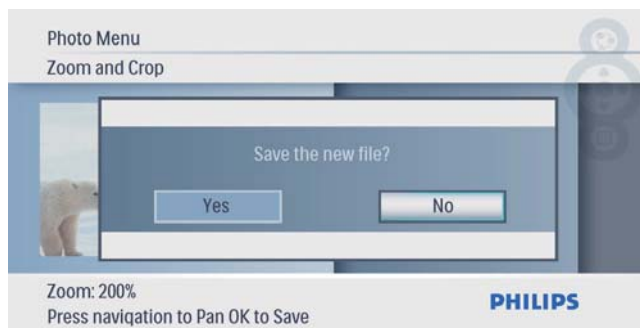 Photo Menu
Zoom and Crop
Save the new file?
Yes
No
Zoom: 200%
Press navigation to Pan OK to Save
PHILIPS